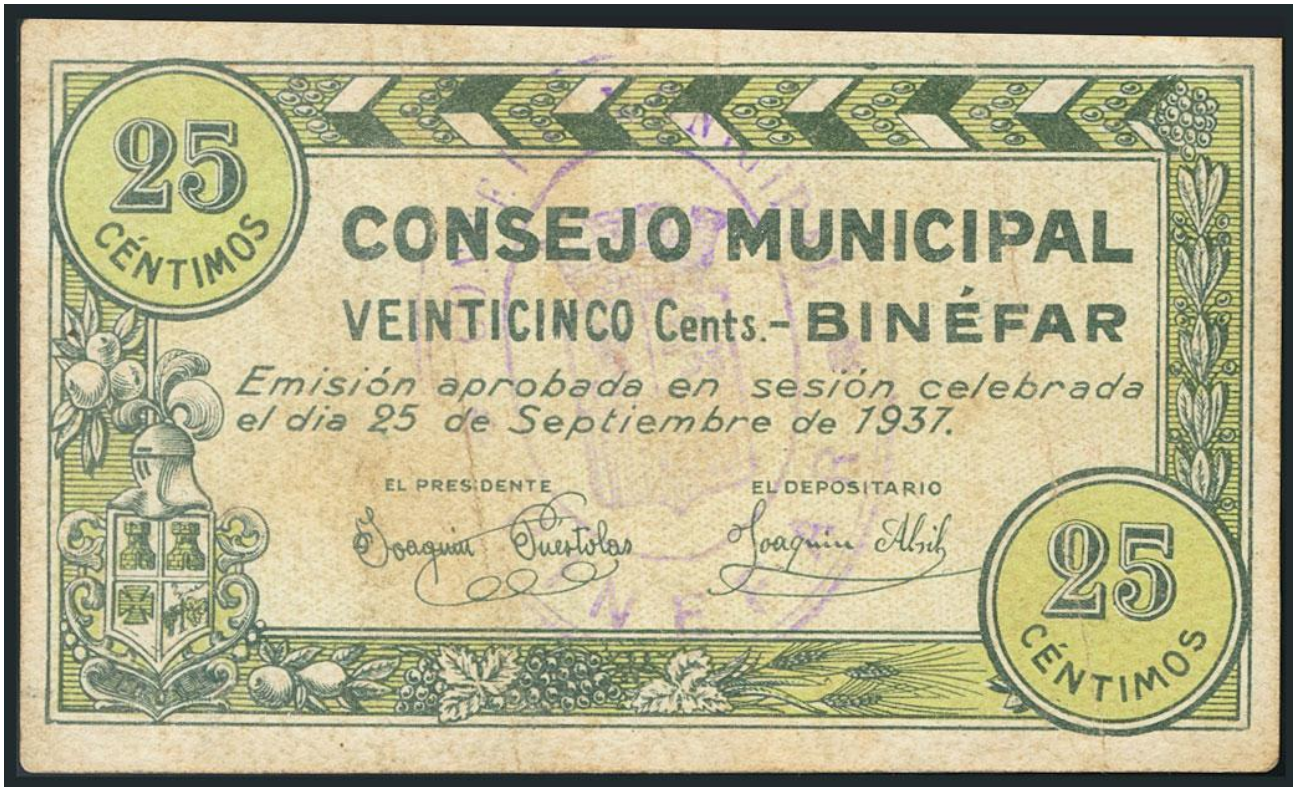 25
CÉNTIMOS
CONSEJO MUNICIPAL
VEINTICINCO Cents.- BINÉFAR
Emisión aprobada en sesión celebrada
el dia 25 de Septiembre de 1937.
EL PRESIDENTE
EL DEPOSITARIO
Joaquin Puertolas
Joaquin
25
CÉNTIMOS